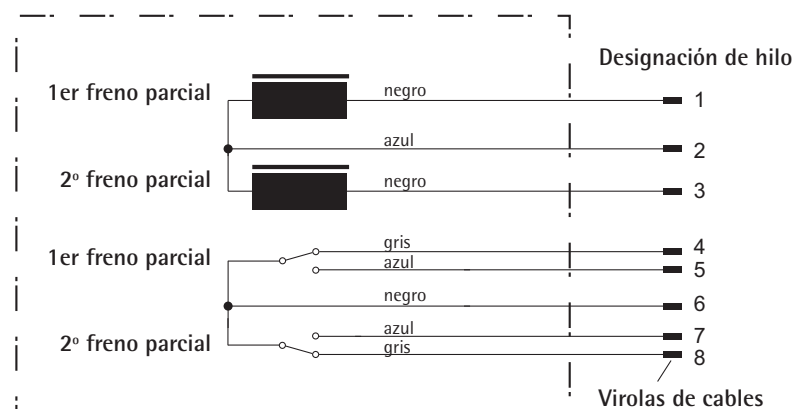 Designación de hilo
1er freno parcial
negro
1
azul
2
2º freno parcial
negro
3
1er freno parcial
gris
4
azul
5
negro
6
2º freno parcial
azul
7
gris
8
Virolas de cables